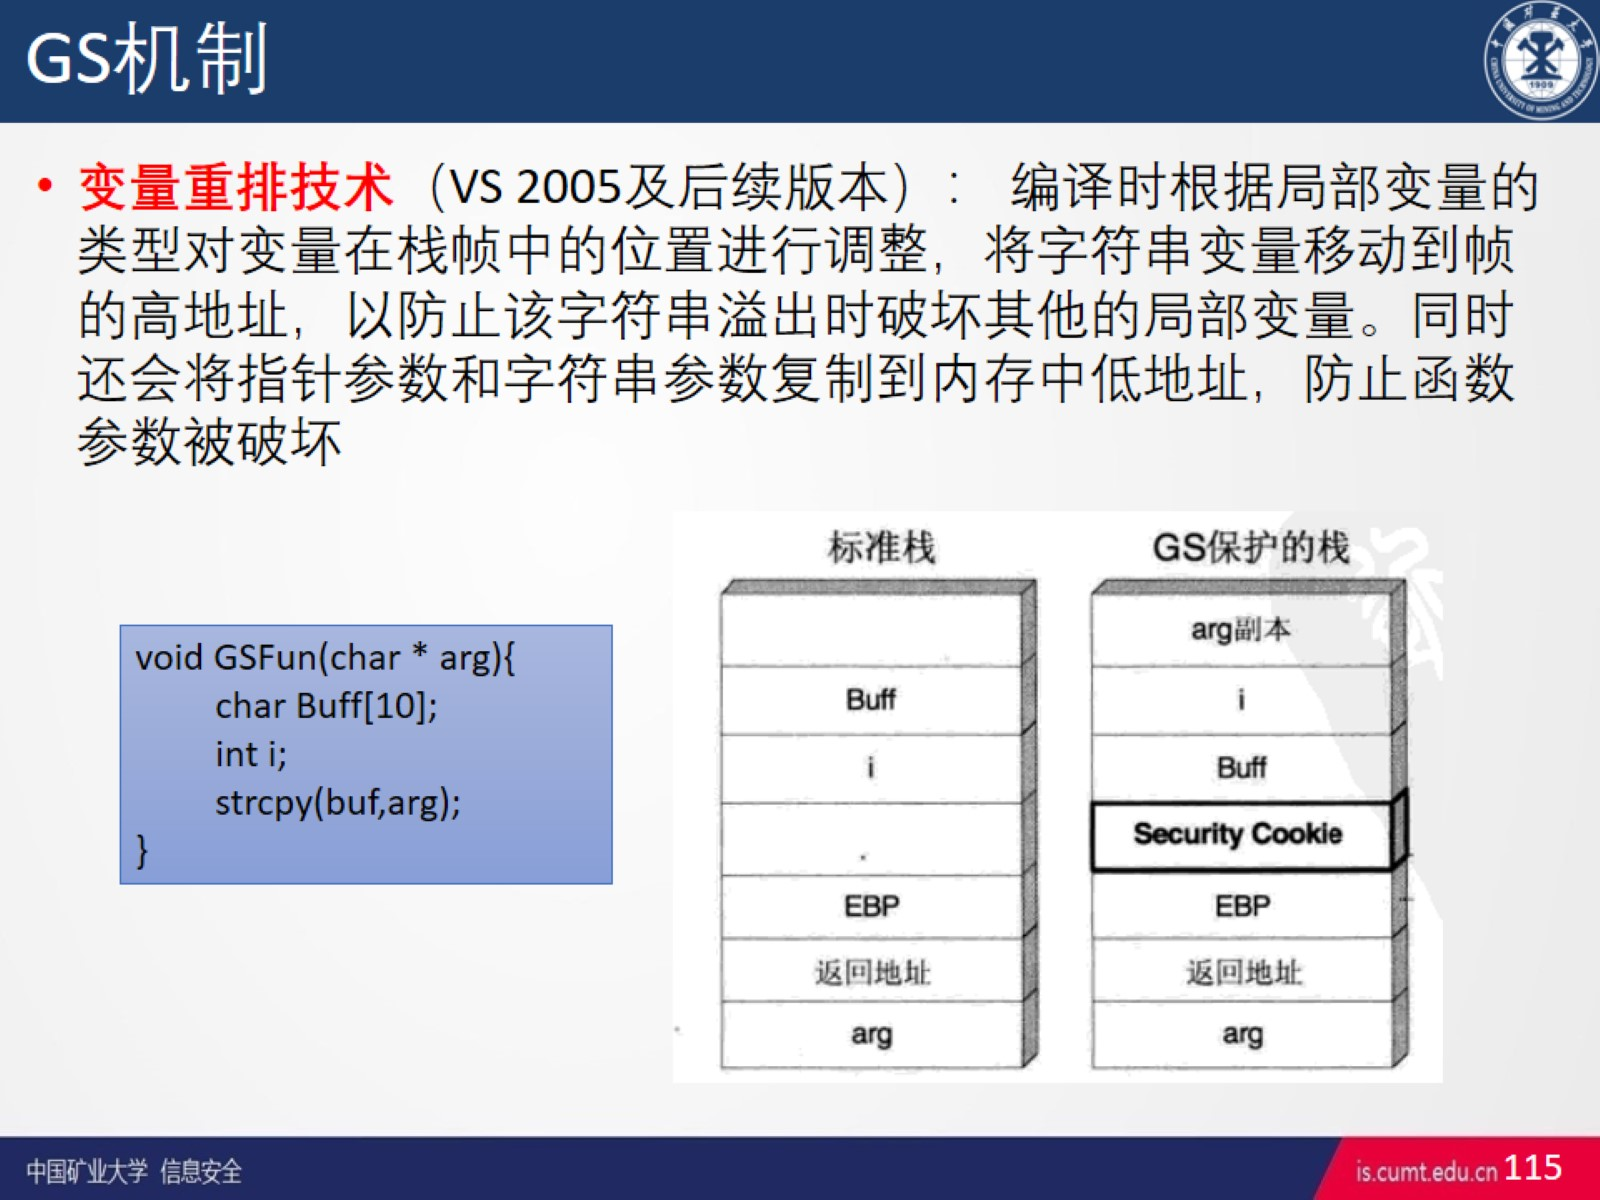 GS机制
• 变量重排技术（VS 2005及后续版本）： 编译时根据局部变量的
类型对变量在栈帧中的位置进行调整，将字符串变量移动到帧
的高地址，以防止该字符串溢出时破坏其他的局部变量。同时
还会将指针参数和字符串参数复制到内存中低地址，防止函数
参数被破坏
void GSFun(char * arg){
char Buff[10];
int i;
strcpy(buf,arg);
}
标准栈
Buff
i
EBP
返回地址
arg
GS保护的栈
arg副本
i
Buff
Security Cookie
EBP
返回地址
arg
中国矿业大学 信息安全
is.cumt.edu.cn 115
1909
CHINA UNIVERSITY OF MINING AND TECHNOLOGY